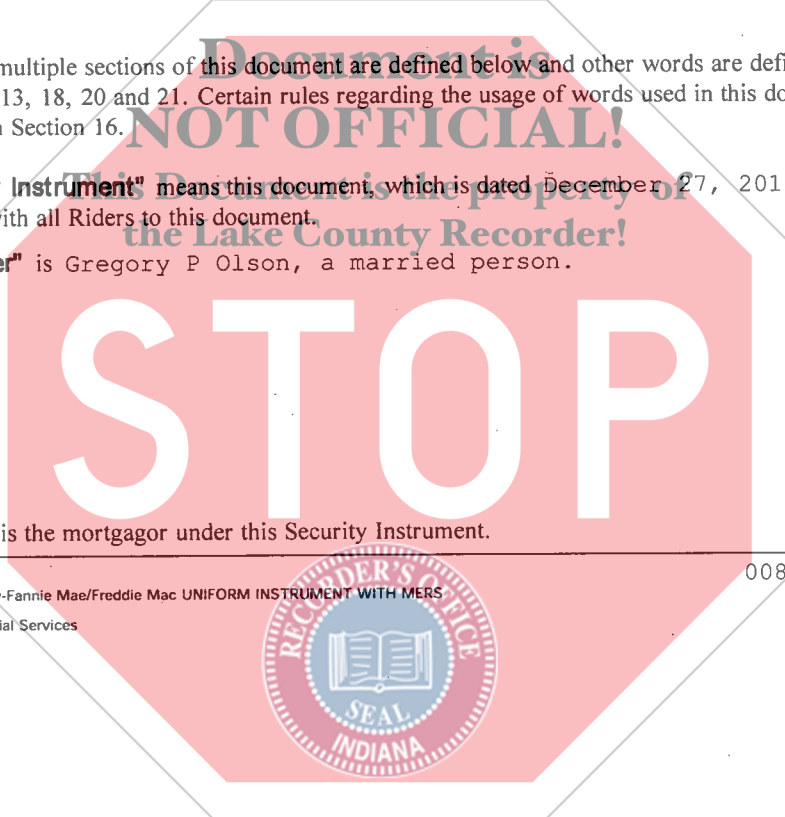 Document is
multiple sections of this document are defined below and other words are defi
13, 18, 20 and 21. Certain rules regarding the usage of words used in this do
Section 16.
NOT OFFICIAL!
Instrument" means this document, which is dated December 27, 201
This Document is the property of
with all Riders to this document.
the Lake County Recorder!
er" is Gregory P Olson, a married person.
STOP
is the mortgagor under this Security Instrument.
008
-Fannie Mae/Freddie Mac UNIFORM INSTRUMENT WITH MERS
ial Services
RECORDER'S OFFICE
SEAL
INDIANA